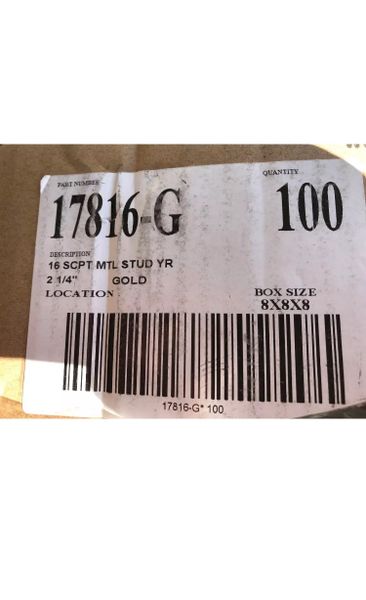 PART NUMBER
QUANTITY
17816-G
100
DESCRIPTION
16 SCPT MTL STUD YR
2 1/4" GOLD
LOCATION
BOX SIZE
8X8X8
17816-G* 100